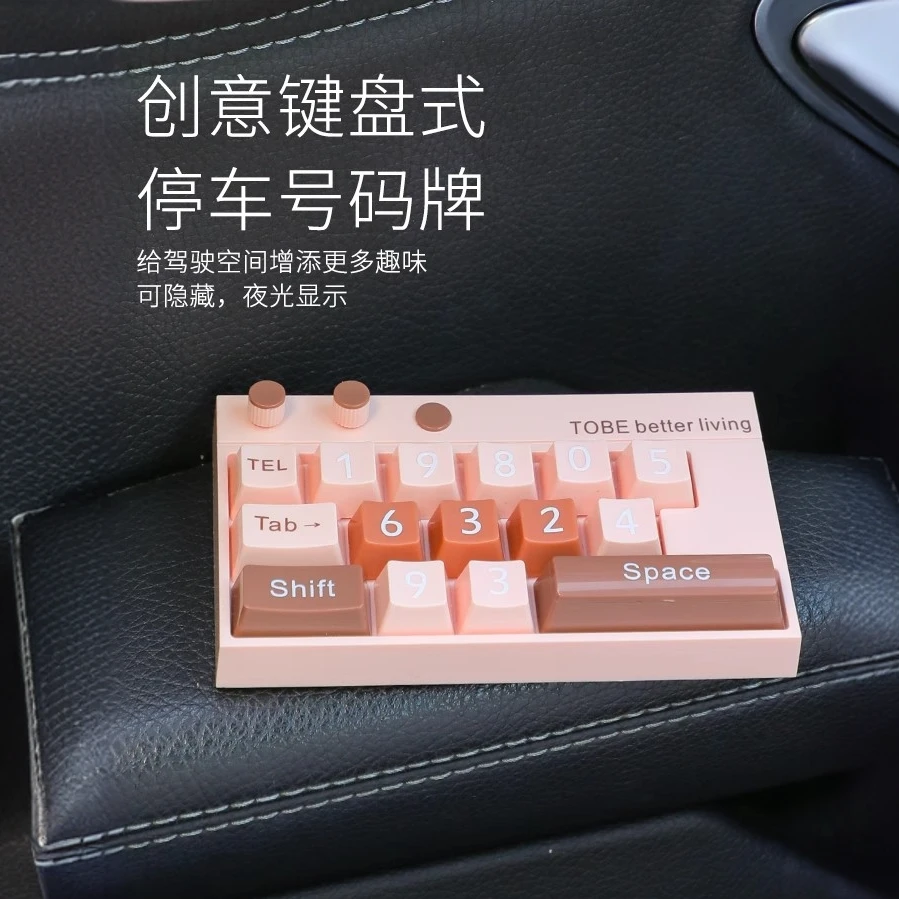 创意键盘式
停车号码牌
给驾驶空间增添更多趣味
可隐藏，夜光显示
TOBE better living
TEL 1 9 8 0 5
Tab→ 6 3 2 4
Shift 9 3 Space